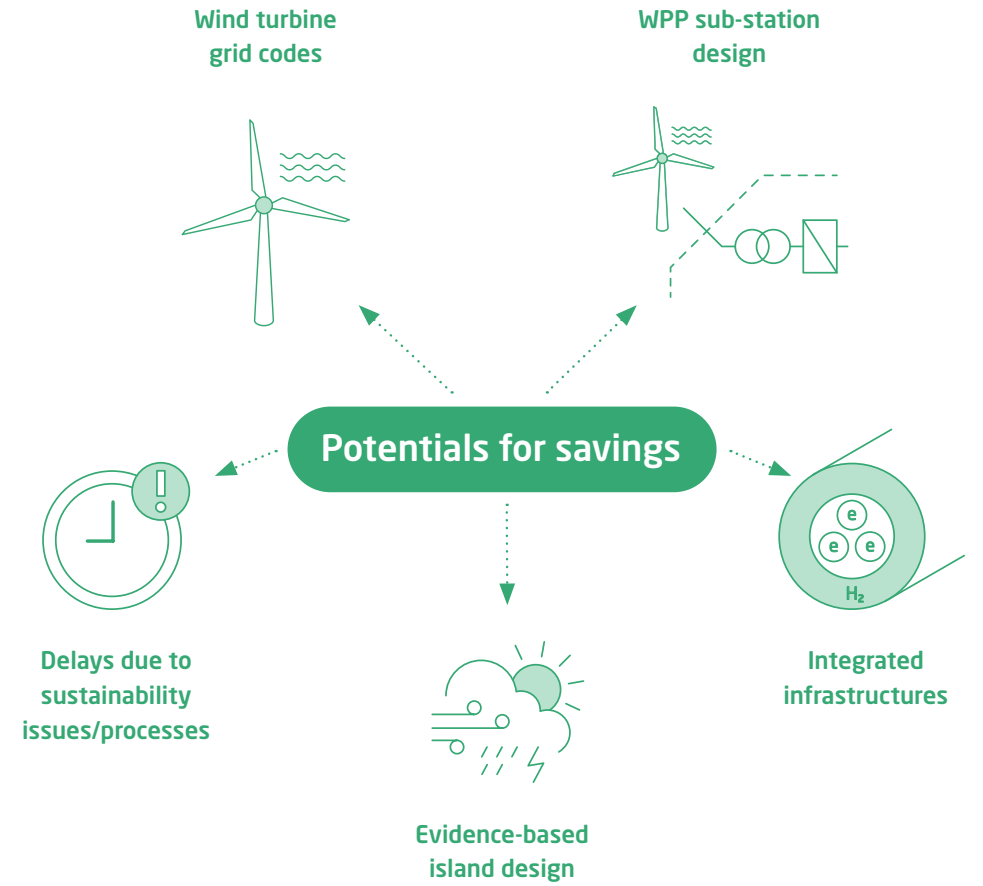 Wind turbine
grid codes
WPP sub-station
design
Potentials for savings
e
e e
H₂
Delays due to
sustainability
issues/processes
Integrated
infrastructures
Evidence-based
island design